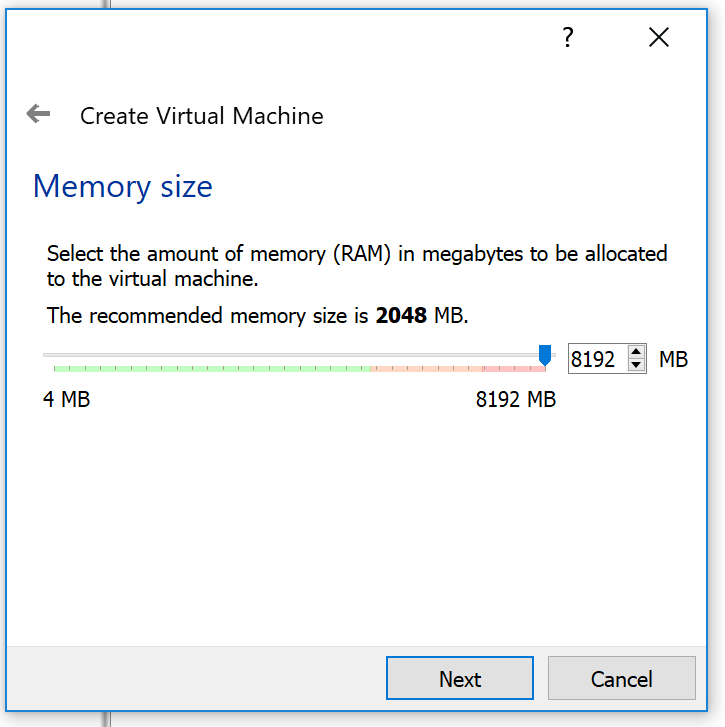 ?
Create Virtual Machine
Memory size
Select the amount of memory (RAM) in megabytes to be allocated
to the virtual machine.
The recommended memory size is 2048 MB.
8192 MB
4 MB 8192 MB
Next Cancel